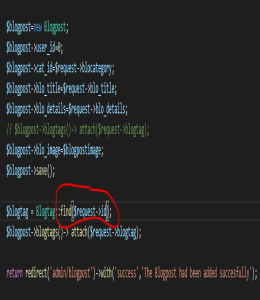 $blogpost=new Blogpost;
$blogpost->user_id=0;
$blogpost->cat_id=$request->blocategory;
$blogpost->blo_title=$request->blo_title;
$blogpost->blo_details=$request->blo_details;
// $blogpost->blogtags()-> attach($request->blogtag);
$blogpost->blo_image=$blogpostimage;
$blogpost->save();
$blogtag = Blogtag::find($request->id);
$blogpost->blogtags()-> attach($request->blogtag);
return redirect('admin/blogpost')->with('success','The Blogpost had been added succesfully');